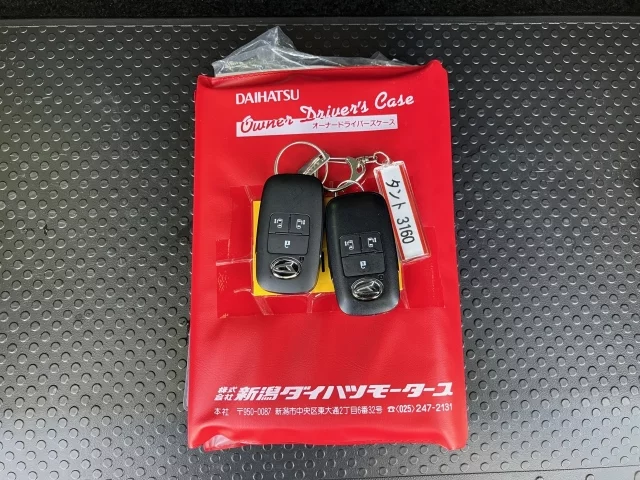 DAIHATSU
Owner Driver's Case
オーナードライバーズケース
タント 3160
株式会社 新潟ダイハツモータース
本社 〒950-0087 新潟市中央区東大通2丁目6番32号 ☎(025)247-2131